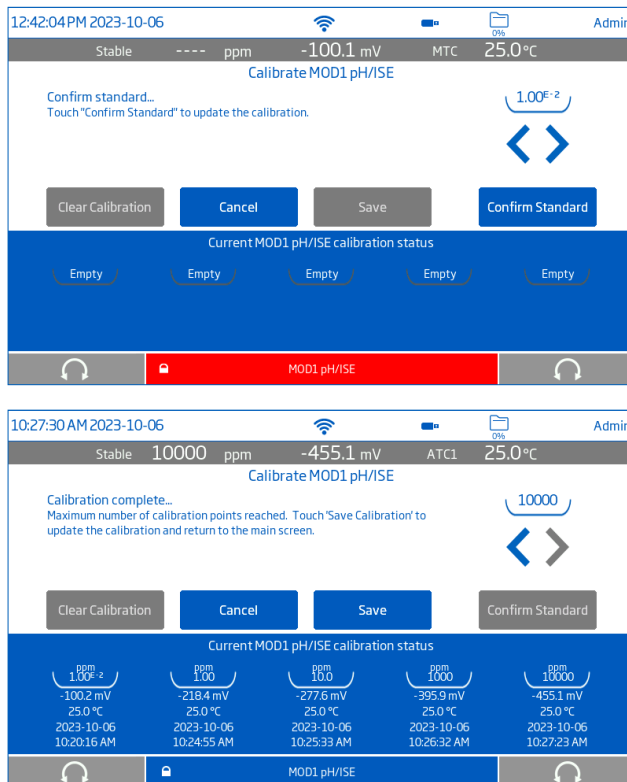 12:42:04 PM 2023-10-06
0%
Admin
Stable ---- ppm -100.1 mV MTC 25.0 °C
Calibrate MOD1 pH/ISE
Confirm standard...
Touch "Confirm Standard" to update the calibration.
1.00E-2
Clear Calibration Cancel Save Confirm Standard
Current MOD1 pH/ISE calibration status
Empty Empty Empty Empty Empty
MOD1 pH/ISE
10:27:30 AM 2023-10-06
0%
Admin
Stable 10000 ppm -455.1 mV ATC1 25.0 °C
Calibrate MOD1 pH/ISE
Calibration complete...
Maximum number of calibration points reached. Touch 'Save Calibration' to
update the calibration and return to the main screen.
10000
Clear Calibration Cancel Save Confirm Standard
Current MOD1 pH/ISE calibration status
ppm ppm ppm ppm ppm
1.00E-2 1.00 10.0 1000 10000
-100.2 mV -218.4 mV -277.6 mV -395.9 mV -455.1 mV
25.0 °C 25.0 °C 25.0 °C 25.0 °C 25.0 °C
2023-10-06 2023-10-06 2023-10-06 2023-10-06 2023-10-06
10:20:16 AM 10:24:55 AM 10:25:33 AM 10:26:32 AM 10:27:23 AM
MOD1 pH/ISE